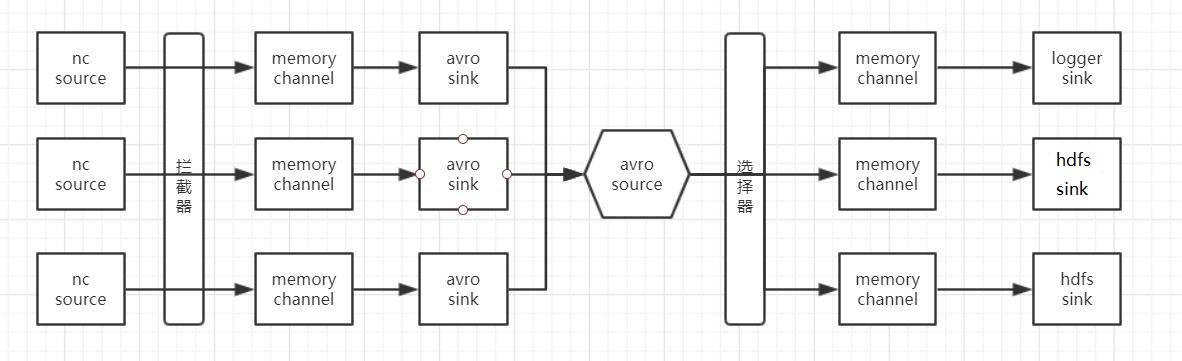 nc
source
memory
channel
avro
sink
memory
channel
logger
sink
nc
source
拦
截
器
memory
channel
avro
sink
avro
source
选
择
器
memory
channel
hdfs
sink
nc
source
memory
channel
avro
sink
memory
channel
hdfs
sink